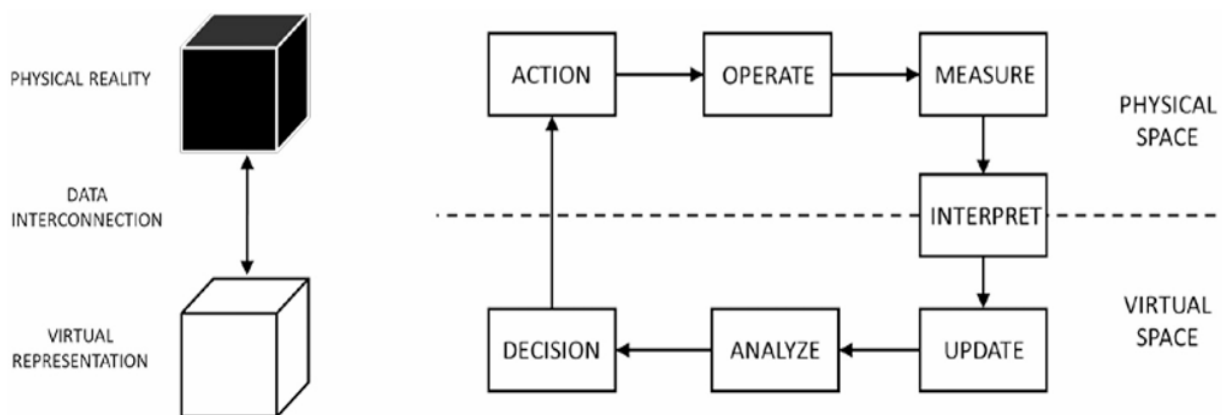 PHYSICAL REALITY
DATA
INTERCONNECTION
VIRTUAL
REPRESENTATION
ACTION
OPERATE
MEASURE
PHYSICAL
SPACE
INTERPRET
VIRTUAL
SPACE
DECISION
ANALYZE
UPDATE